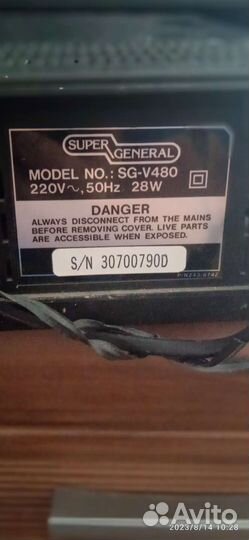 SUPER GENERAL
MODEL NO.: SG-V480
220V~, 50Hz 28W
DANGER
ALWAYS DISCONNECT FROM THE MAINS
BEFORE REMOVING COVER. LIVE PARTS
ARE ACCESSIBLE WHEN EXPOSED.
S/N 30700790D
Avito
2023/8/14 10:28